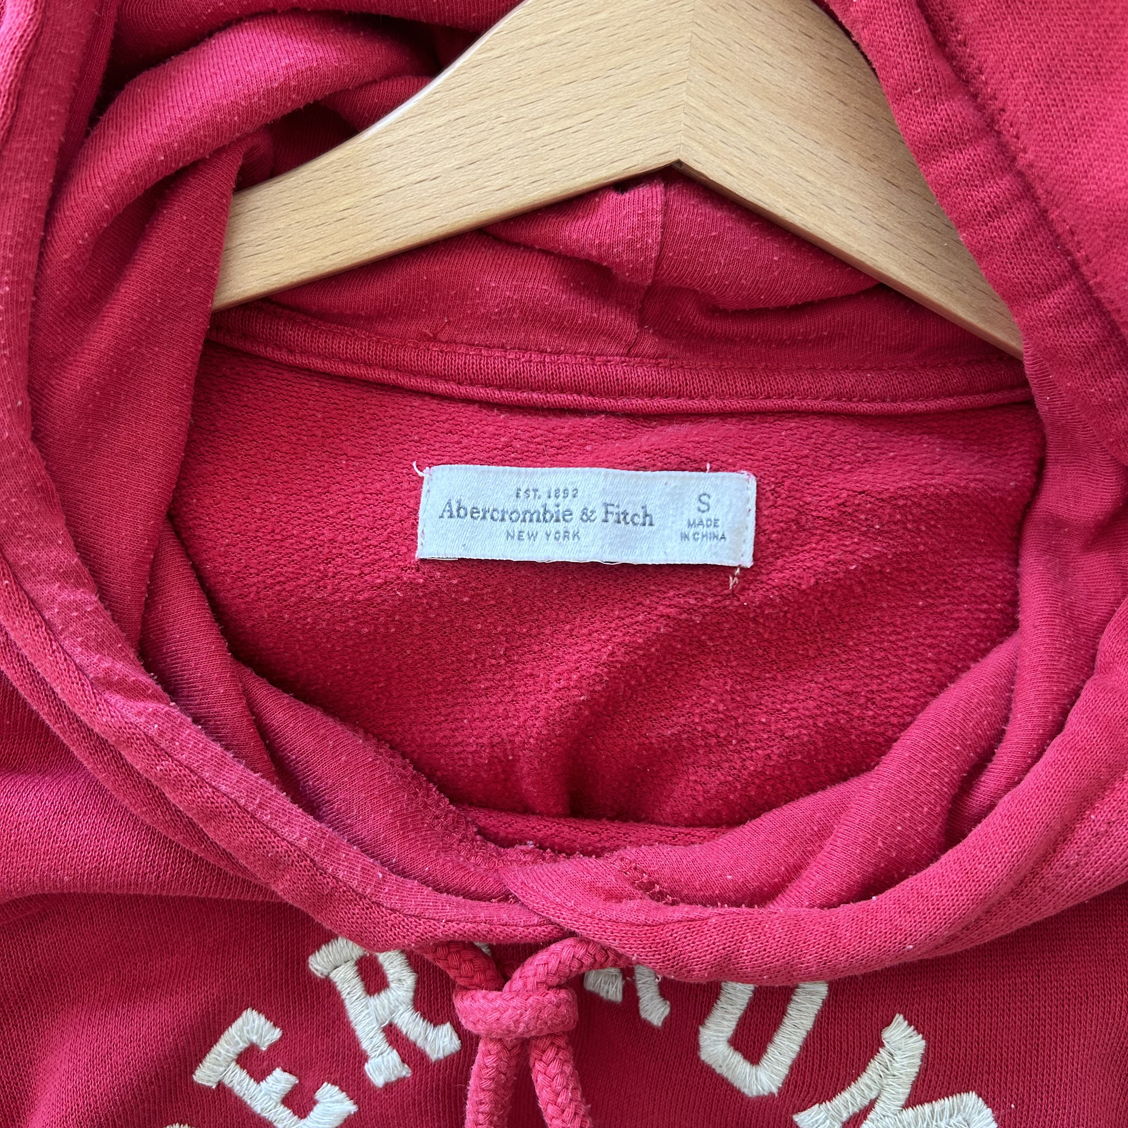 EST. 1892
Abercrombie & Fitch
NEW YORK
S
MADE
IN CHINA